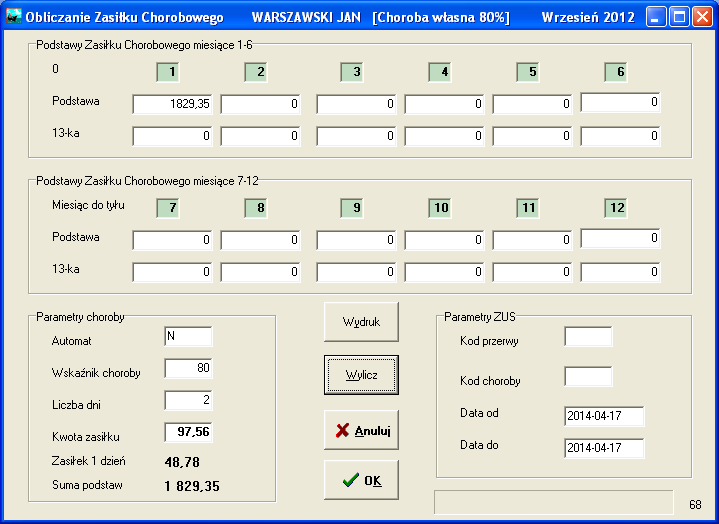 Obliczanie Zasiłku Chorobowego WARSZAWSKI JAN [Choroba własna 80%] Wrzesień 2012
Podstawy Zasiłku Chorobowego miesiące 1-6
0 1 2 3 4 5 6
Podstawa 1829,35 0 0 0 0 0
13-ka 0 0 0 0 0 0
Podstawy Zasiłku Chorobowego miesiące 7-12
Miesiąc do tyłu 7 8 9 10 11 12
Podstawa 0 0 0 0 0 0
13-ka 0 0 0 0 0 0
Parametry choroby
Automat N
Wskaźnik choroby 80
Liczba dni 2
Kwota zasiłku 97,56
Zasiłek 1 dzień 48,78
Suma podstaw 1 829,35
Wydruk
Wylicz
Anuluj
OK
Parametry ZUS
Kod przerwy
Kod choroby
Data od 2014-04-17
Data do 2014-04-17
68